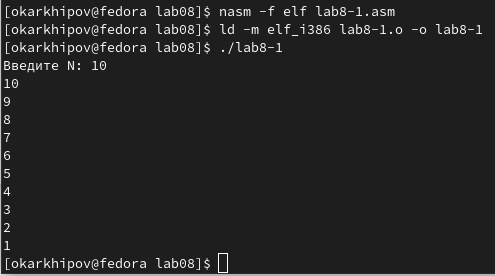 [okarkhipov@fedora lab08]$ nasm -f elf lab8-1.asm
[okarkhipov@fedora lab08]$ ld -m elf_i386 lab8-1.o -o lab8-1
[okarkhipov@fedora lab08]$ ./lab8-1
Введите N: 10
10
9
8
7
6
5
4
3
2
1
[okarkhipov@fedora lab08]$